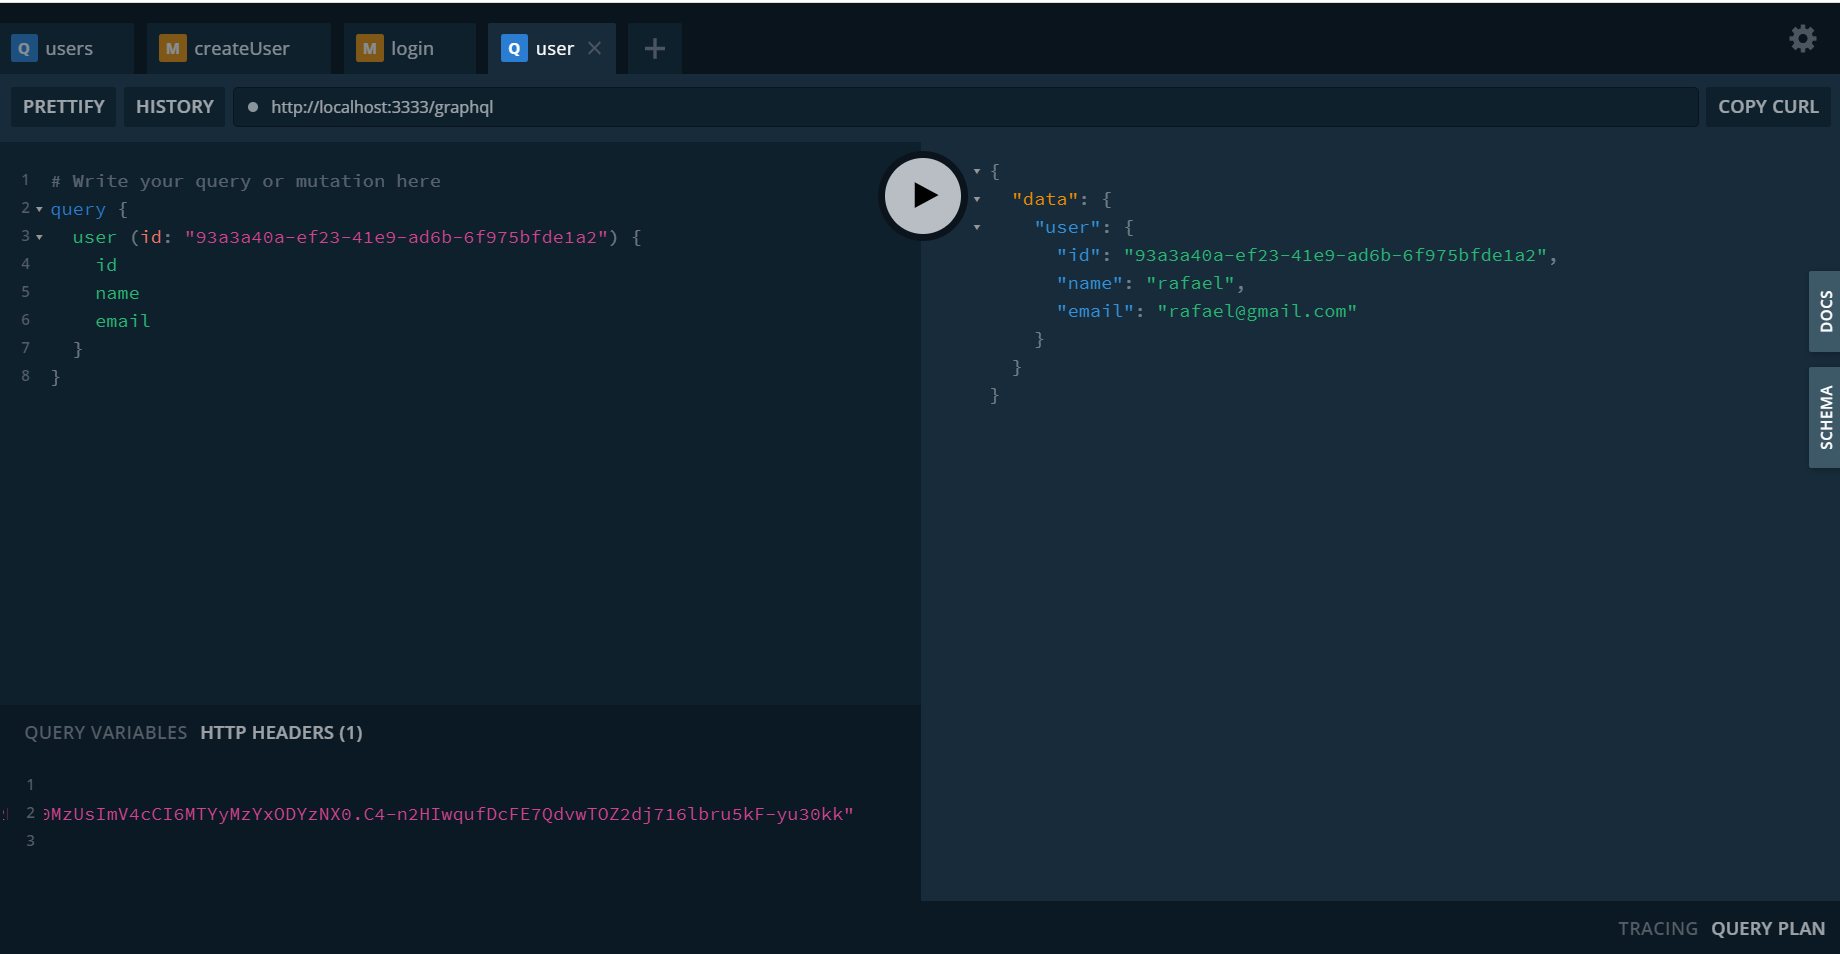 Q users M createUser M login Q user
PRETTIFY HISTORY http://localhost:3333/graphql COPY CURL
1 # Write your query or mutation here
2 query {
3 user (id: "93a3a40a-ef23-41e9-ad6b-6f975bfde1a2") {
4 id
5 name
6 email
7 }
8 }
{
"data": {
"user": {
"id": "93a3a40a-ef23-41e9-ad6b-6f975bfde1a2",
"name": "rafael",
"email": "rafael@gmail.com"
}
}
}
DOCS
SCHEMA
QUERY VARIABLES HTTP HEADERS (1)
1
2 MzUsImV4cCI6MTYyMzYxODYzNX0.C4-n2HIwqufDcFE7QdvwTOZ2dj716lbru5kF-yu30kk"
3
TRACING QUERY PLAN